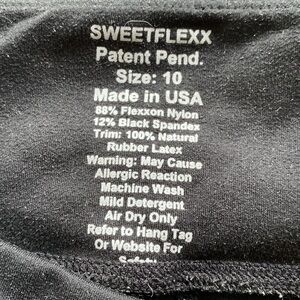 SWEETFLEXX
Patent Pend.
Size: 10
Made in USA
88% Flexxon Nylon
12% Black Spandex
Trim: 100% Natural
Rubber Latex
Warning: May Cause
Allergic Reaction
Machine Wash
Mild Detergent
Air Dry Only
Refer to Hang Tag
Or Website For
Safety